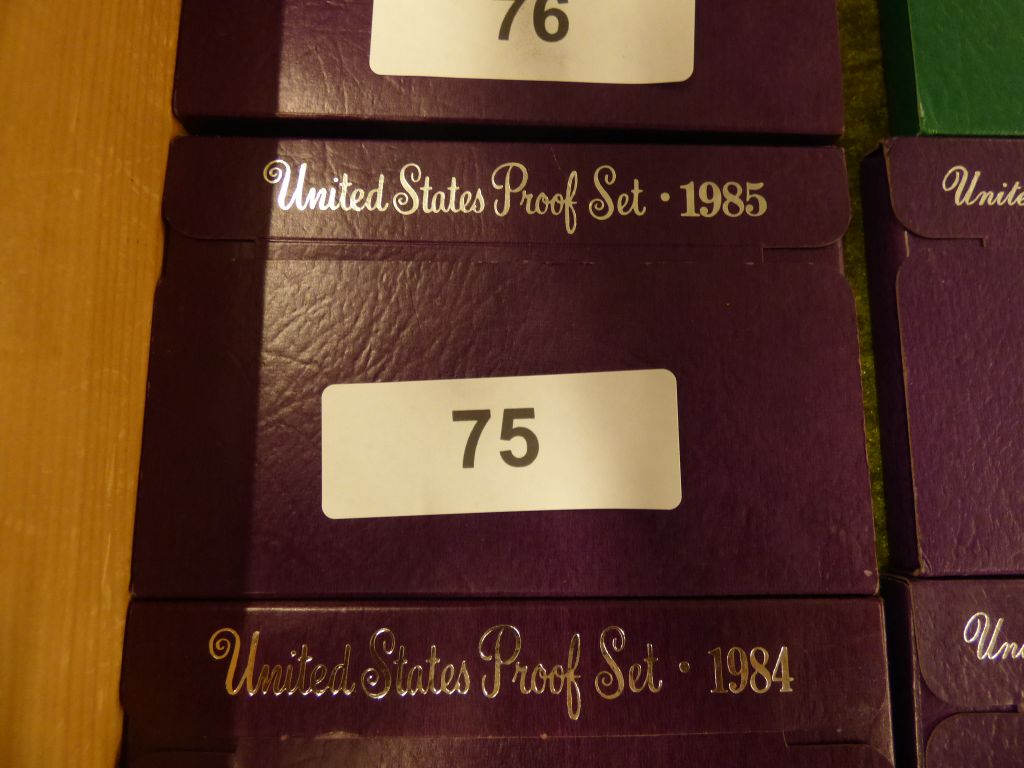 76
United States Proof Set · 1985
75
United States Proof Set · 1984